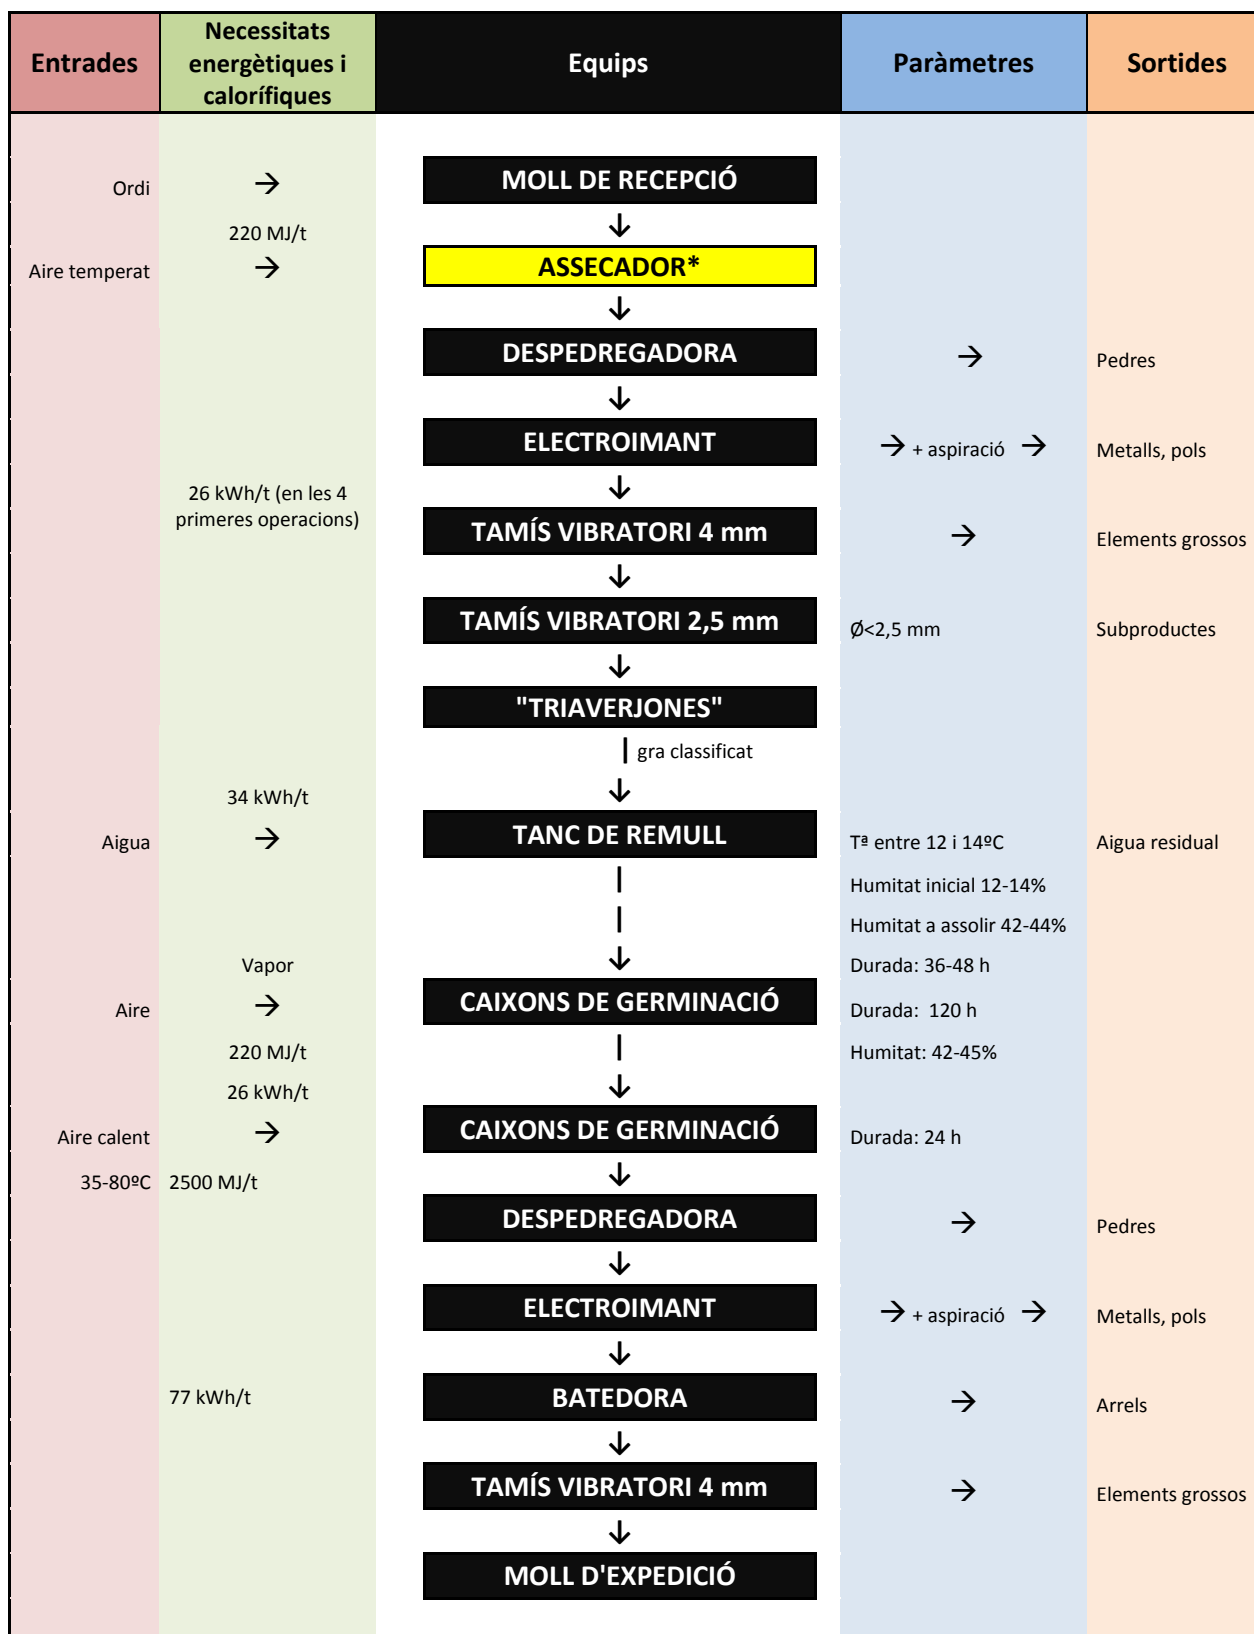 Entrades
Necessitats
energètiques i
calorífiques
Equips
Paràmetres
Sortides
Ordi
→
MOLL DE RECEPCIÓ
↓
220 MJ/t
Aire temperat
→
ASSECADOR*
↓
DESPEDREGADORA
→
Pedres
↓
ELECTROIMANT
→ + aspiració →
Metalls, pols
↓
26 kWh/t (en les 4
primeres operacions)
TAMÍS VIBRATORI 4 mm
→
Elements grossos
↓
TAMÍS VIBRATORI 2,5 mm
Ø<2,5 mm
Subproductes
↓
"TRIAVERJONES"
| gra classificat
↓
34 kWh/t
Aigua
→
TANC DE REMULL
Tª entre 12 i 14ºC
Aigua residual
|
Humitat inicial 12-14%
|
Humitat a assolir 42-44%
Vapor
↓
Durada: 36-48 h
Aire
→
CAIXONS DE GERMINACIÓ
Durada: 120 h
220 MJ/t
|
Humitat: 42-45%
26 kWh/t
↓
Aire calent
→
CAIXONS DE GERMINACIÓ
Durada: 24 h
35-80ºC
2500 MJ/t
↓
DESPEDREGADORA
→
Pedres
↓
ELECTROIMANT
→ + aspiració →
Metalls, pols
↓
77 kWh/t
BATEDORA
→
Arrels
↓
TAMÍS VIBRATORI 4 mm
→
Elements grossos
↓
MOLL D'EXPEDICIÓ